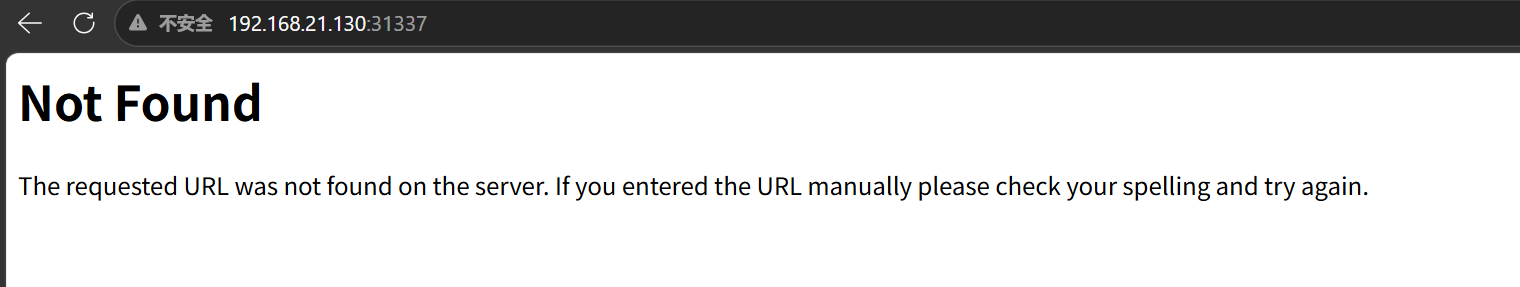 不安全 192.168.21.130:31337
Not Found
The requested URL was not found on the server. If you entered the URL manually please check your spelling and try again.